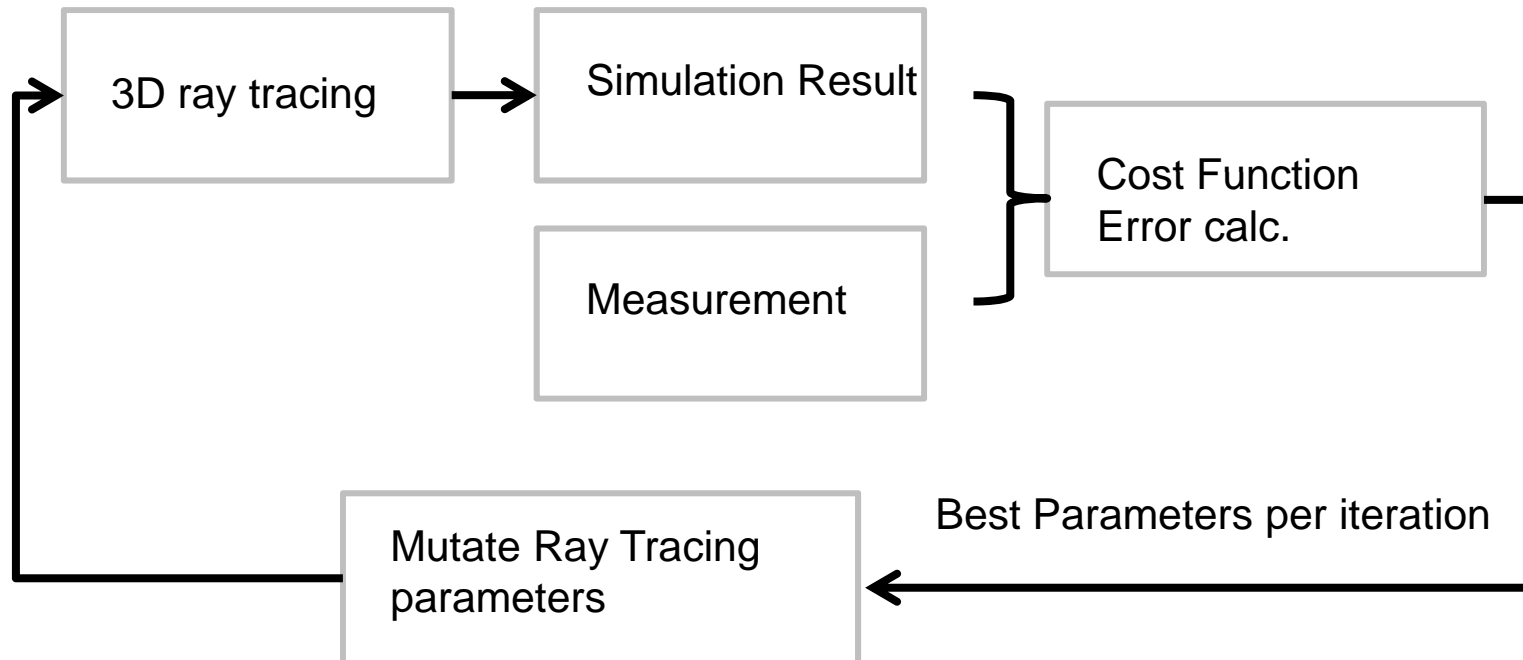 3D ray tracing
Simulation Result
Cost Function
Error calc.
Measurement
Best Parameters per iteration
Mutate Ray Tracing
parameters